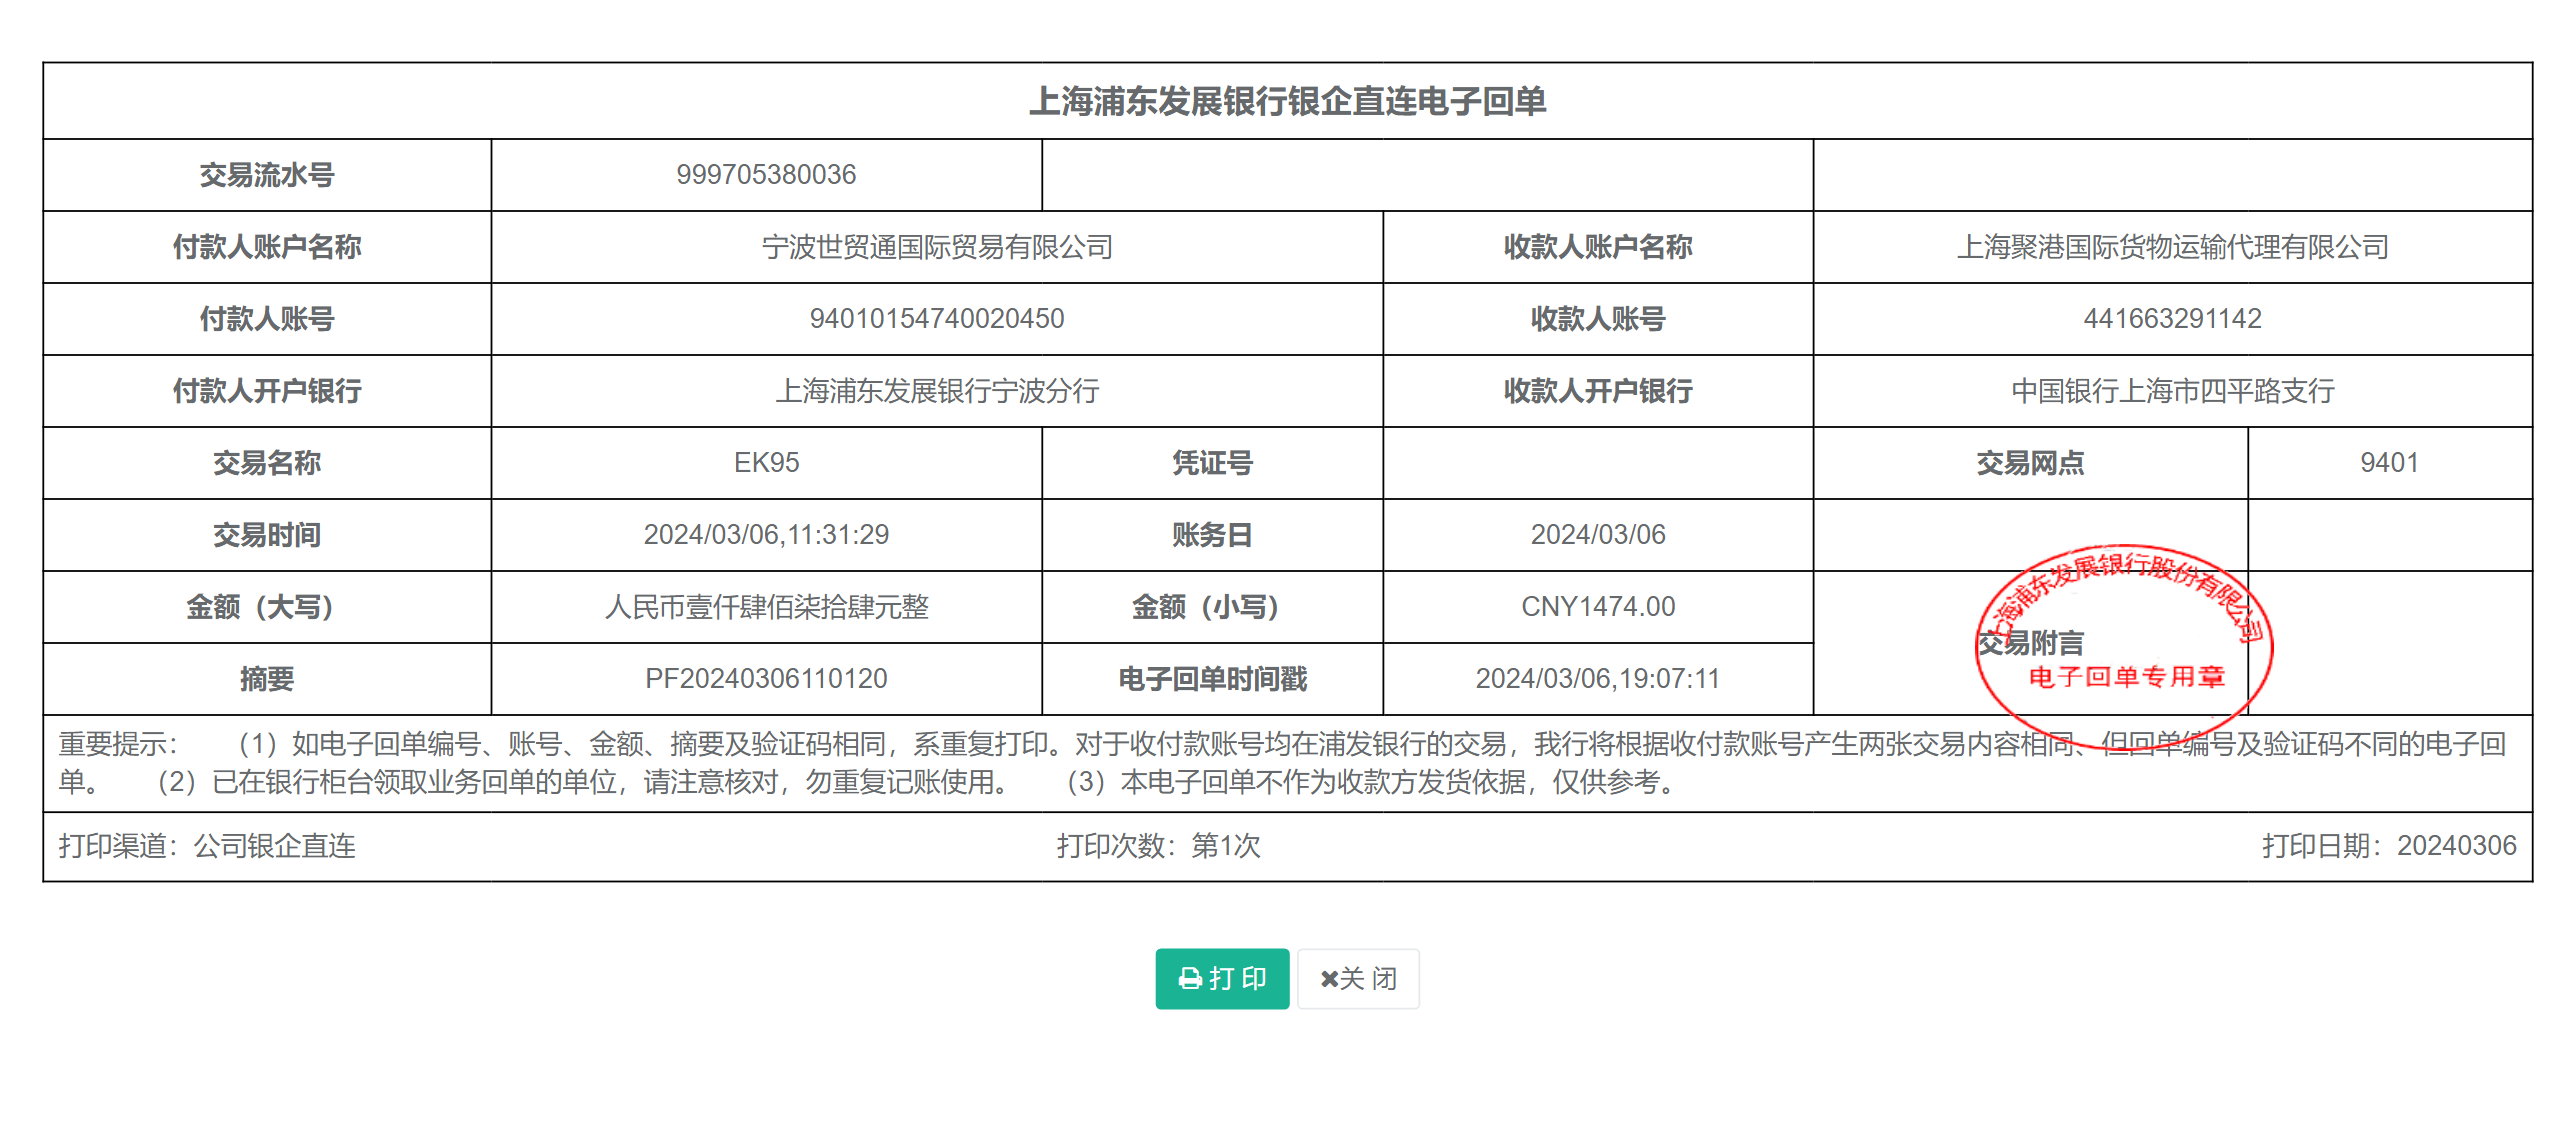 上海浦东发展银行银企直连电子回单
交易流水号 999705380036
付款人账户名称 宁波世贸通国际贸易有限公司 收款人账户名称 上海聚港国际货物运输代理有限公司
付款人账号 94010154740020450 收款人账号 441663291142
付款人开户银行 上海浦东发展银行宁波分行 收款人开户银行 中国银行上海市四平路支行
交易名称 EK95 凭证号 交易网点 9401
交易时间 2024/03/06,11:31:29 账务日 2024/03/06
上海浦东发展银行股份有限公司
金额（大写） 人民币壹仟肆佰柒拾肆元整 金额（小写） CNY1474.00
交易附言
摘要 PF20240306110120 电子回单时间戳 2024/03/06,19:07:11
电子回单专用章
重要提示： （1）如电子回单编号、账号、金额、摘要及验证码相同，系重复打印。对于收付款账号均在浦发银行的交易，我行将根据收付款账号产生两张交易内容相同、但回单编号及验证码不同的电子回
单。 （2）已在银行柜台领取业务回单的单位，请注意核对，勿重复记账使用。 （3）本电子回单不作为收款方发货依据，仅供参考。
打印渠道：公司银企直连 打印次数：第1次 打印日期：20240306
打 印 关 闭